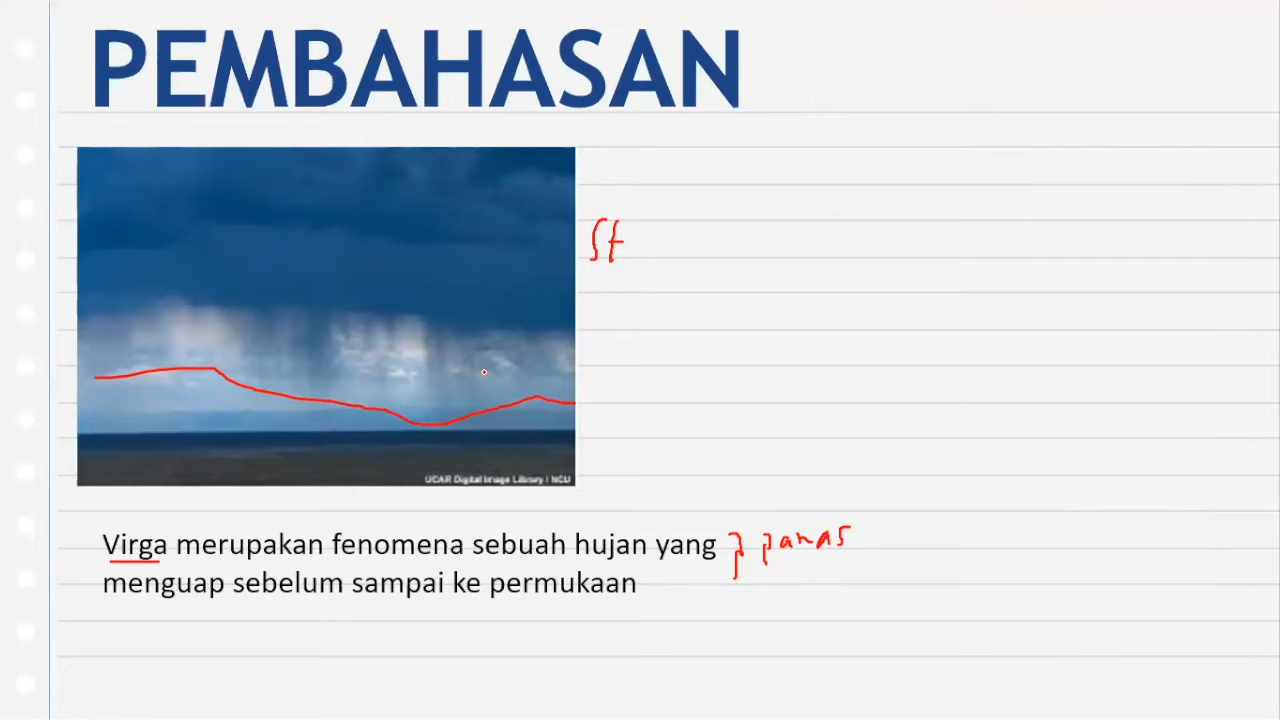 PEMBAHASAN
St
UCAR Digital Image Library / NCU
Virga merupakan fenomena sebuah hujan yang
panas
menguap sebelum sampai ke permukaan